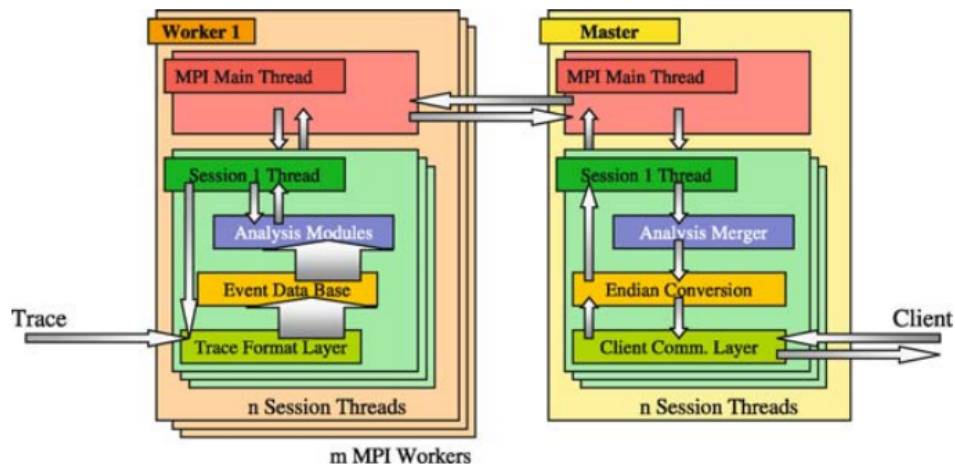 Worker 1
MPI Main Thread
Session 1 Thread
Analysis Modules
Event Data Base
Trace
Trace Format Layer
n Session Threads
m MPI Workers
Master
MPI Main Thread
Session 1 Thread
Analysis Merger
Endian Conversion
Client
Client Comm. Layer
n Session Threads